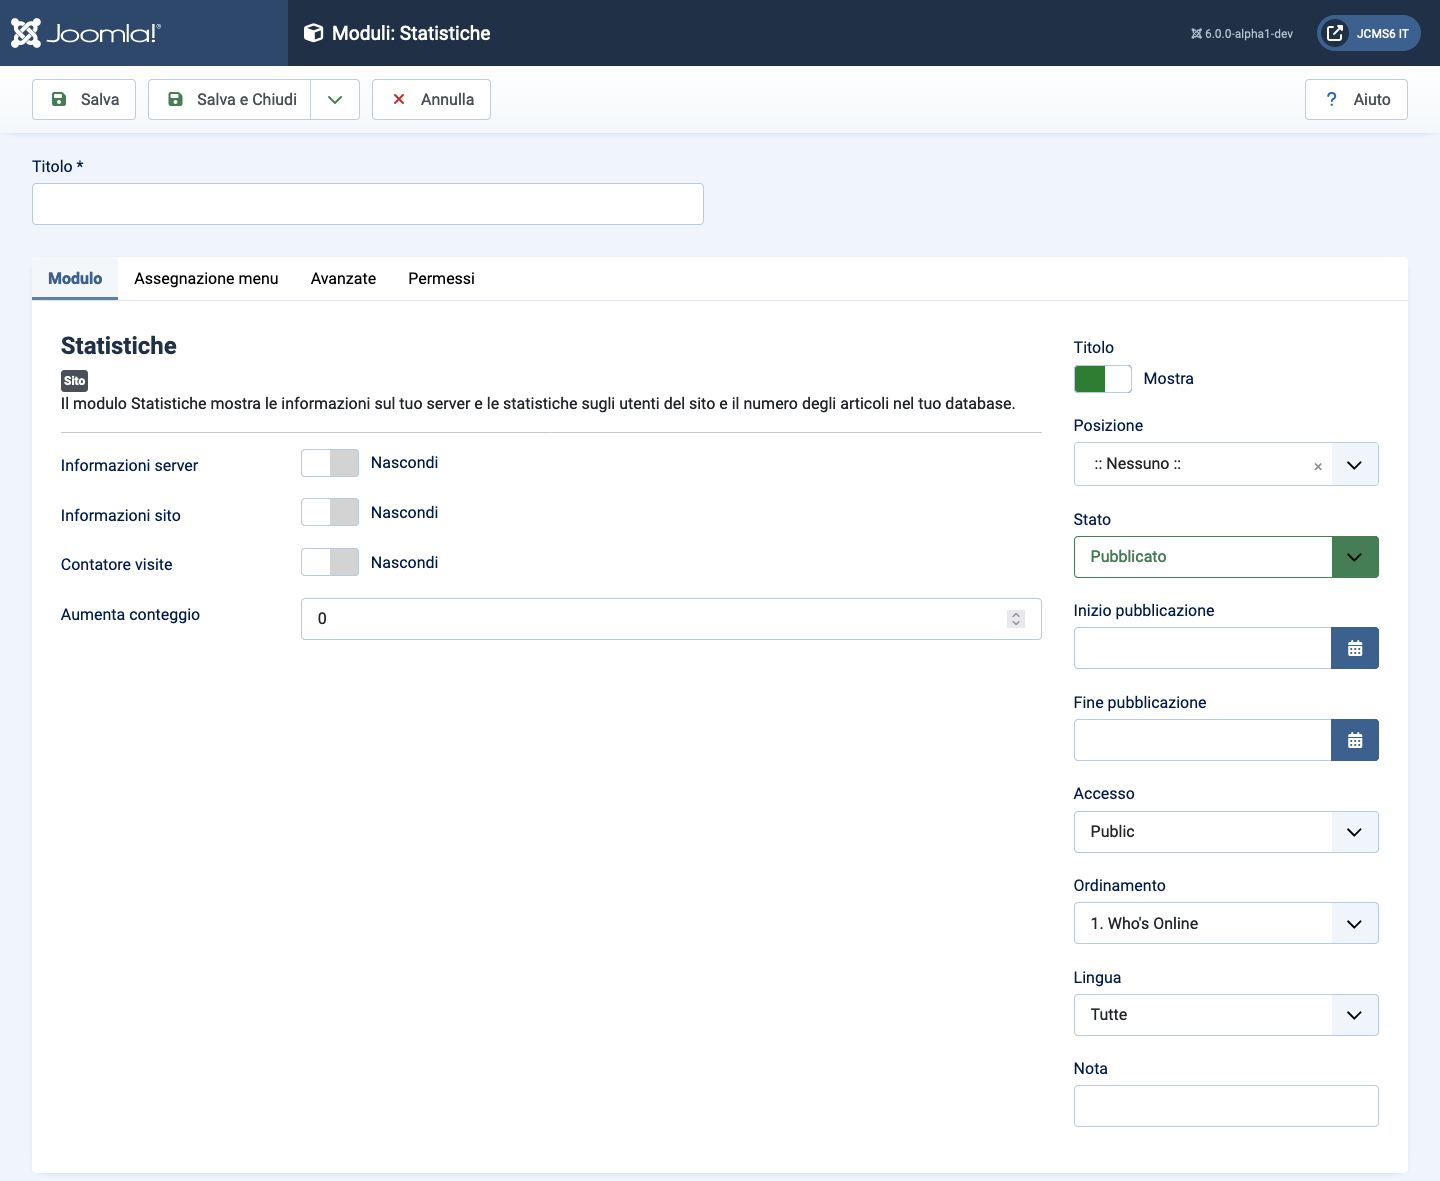 Joomla!®
Moduli: Statistiche
6.0.0-alpha1-dev
JCMS6 IT
Salva
Salva e Chiudi
Annulla
? Aiuto
Titolo *
Modulo
Assegnazione menu
Avanzate
Permessi
Statistiche
Sito
Il modulo Statistiche mostra le informazioni sul tuo server e le statistiche sugli utenti del sito e il numero degli articoli nel tuo database.
Informazioni server
Nascondi
Informazioni sito
Nascondi
Contatore visite
Nascondi
Aumenta conteggio
0
Titolo
Mostra
Posizione
:: Nessuno ::
×
Stato
Pubblicato
Inizio pubblicazione
Fine pubblicazione
Accesso
Public
Ordinamento
1. Who's Online
Lingua
Tutte
Nota